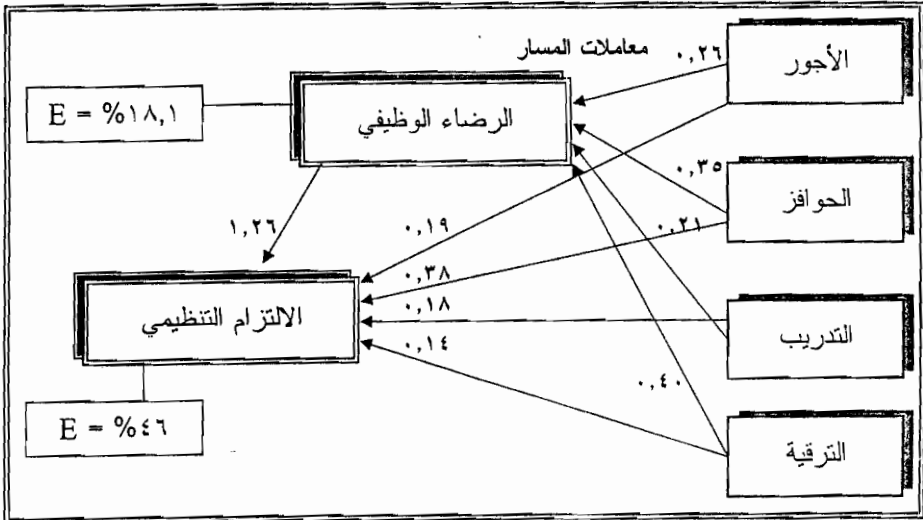 معاملات المسار
الأجور
٠,٢٦
الرضاء الوظيفي
E = %١٨,١
٠,٣٥
الحوافز
١,٢٦
٠,١٩
٠,٢١
٠,٣٨
الالتزام التنظيمي
٠,١٨
التدريب
٠,١٤
٠,٤٠
E = %٤٦
الترقية